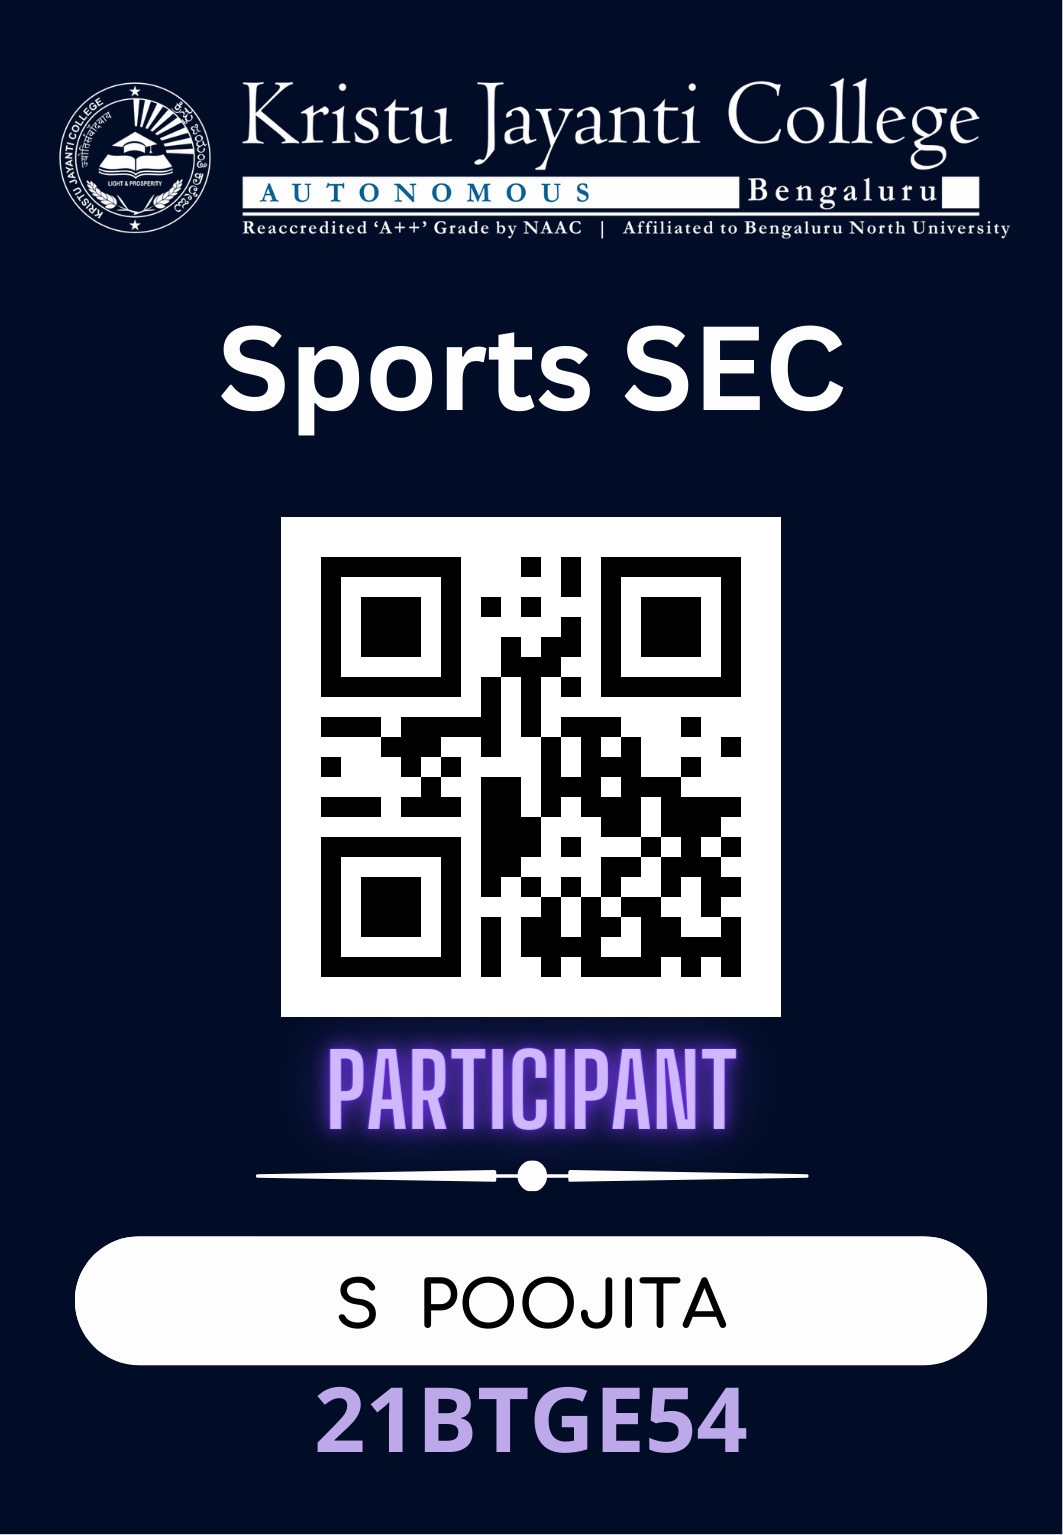 KRISTU JAYANTI COLLEGE
ಕ್ರಿಸ್ತು ಜಯಂತಿ ಕಾಲೇಜು
LIGHT & PROSPERITY
Kristu Jayanti College
AUTONOMOUS Bengaluru
Reaccredited ‘A++’ Grade by NAAC | Affiliated to Bengaluru North University
Sports SEC
PARTICIPANT
S POOJITA
21BTGE54